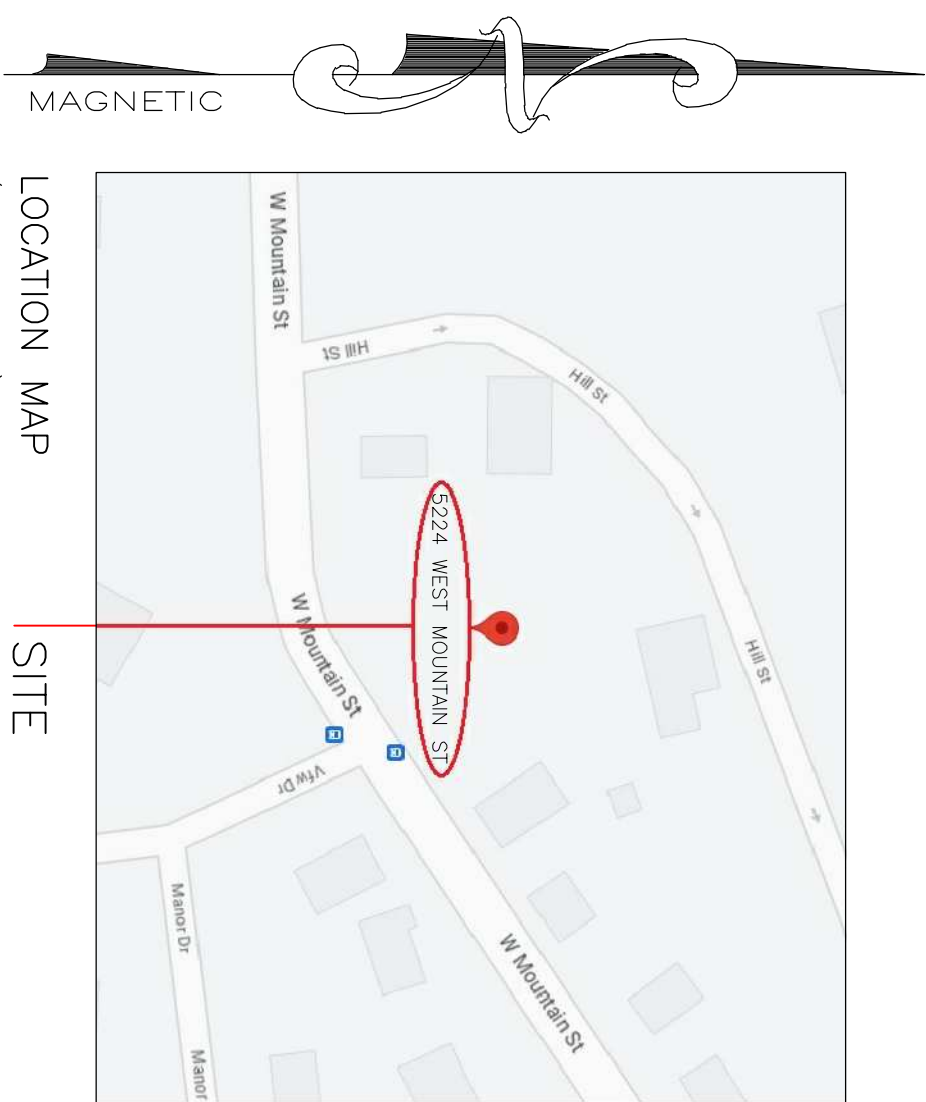 MAGNETIC
LOCATION MAP
SITE
5224 WEST MOUNTAIN ST
W Mountain St
Hill St
Hill St
Hill St
W Mountain St
Vfw Dr
Manor Dr
Manor
W Mountain St